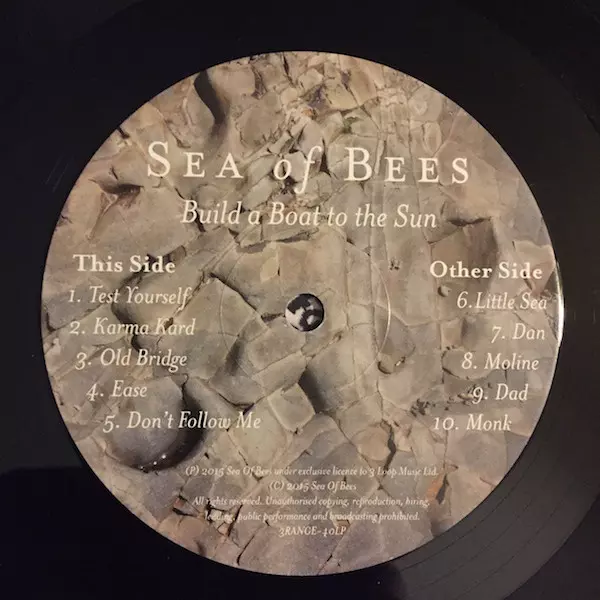 SEA of BEES
Build a Boat to the Sun
This Side
1. Test Yourself
2. Karma Kard
3. Old Bridge
4. Ease
5. Don't Follow Me
Other Side
6. Little Sea
7. Dan
8. Moline
9. Dad
10. Monk
(P) 2015 Sea Of Bees under exclusive licence to 3 Loop Music Ltd.
(C) 2015 Sea Of Bees
All rights reserved. Unauthorised copying, reproduction, hiring,
lending, public performance and broadcasting prohibited.
3RANGE-40LP